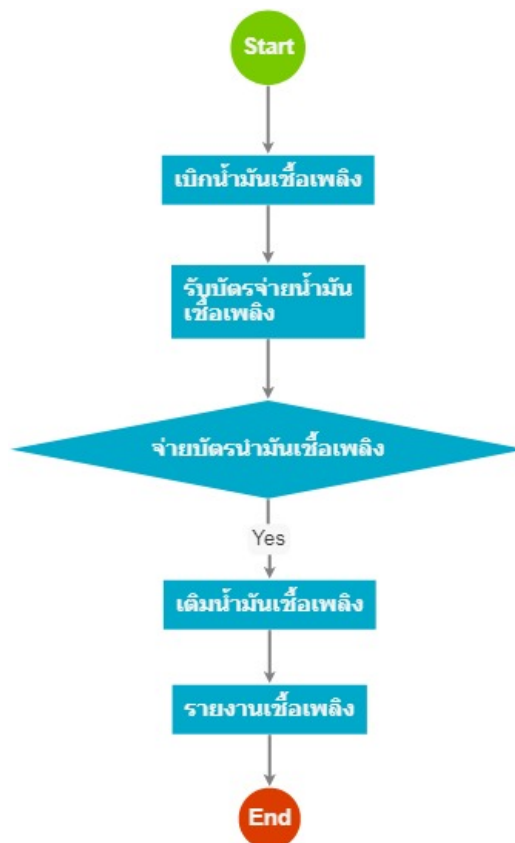 Start
เบิกน้ำมันเชื้อเพลิง
รับบัตรจ่ายน้ำมัน
เชื้อเพลิง
จ่ายบัตรนำมันเชื้อเพลิง
Yes
เติมน้ำมันเชื้อเพลิง
รายงานเชื้อเพลิง
End